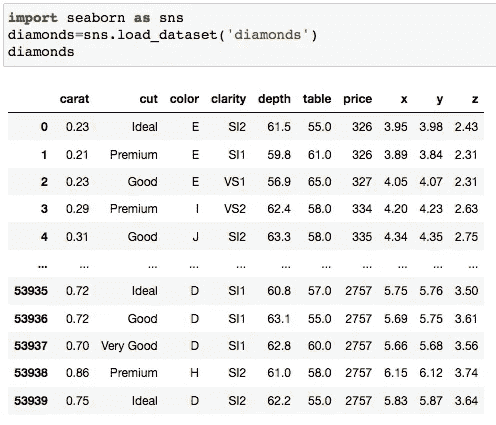 import seaborn as sns
diamonds=sns.load_dataset('diamonds')
diamonds
carat cut color clarity depth table price x y z
0 0.23 Ideal E SI2 61.5 55.0 326 3.95 3.98 2.43
1 0.21 Premium E SI1 59.8 61.0 326 3.89 3.84 2.31
2 0.23 Good E VS1 56.9 65.0 327 4.05 4.07 2.31
3 0.29 Premium I VS2 62.4 58.0 334 4.20 4.23 2.63
4 0.31 Good J SI2 63.3 58.0 335 4.34 4.35 2.75
... ... ... ... ... ... ... ... ... ... ...
53935 0.72 Ideal D SI1 60.8 57.0 2757 5.75 5.76 3.50
53936 0.72 Good D SI1 63.1 55.0 2757 5.69 5.75 3.61
53937 0.70 Very Good D SI1 62.8 60.0 2757 5.66 5.68 3.56
53938 0.86 Premium H SI2 61.0 58.0 2757 6.15 6.12 3.74
53939 0.75 Ideal D SI2 62.2 55.0 2757 5.83 5.87 3.64